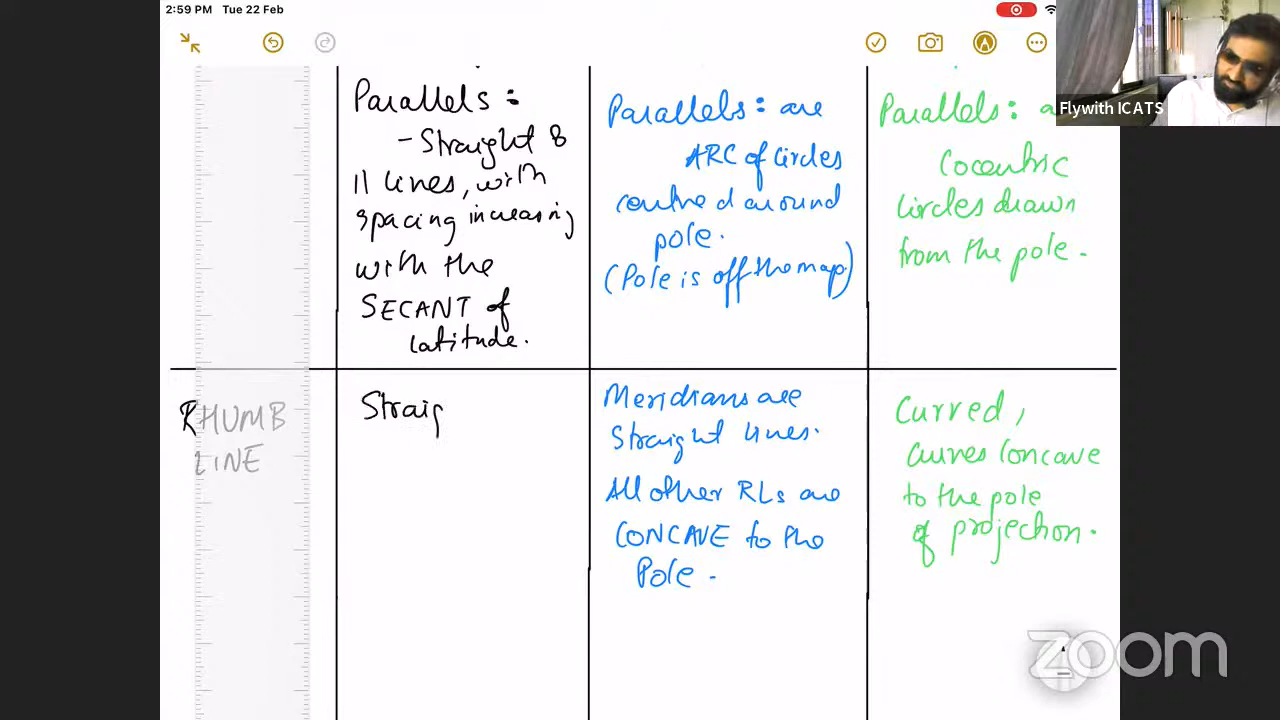 2:59 PM Tue 22 Feb
Flywith ICATS
Parallels :
- Straight &
11 lines with
spacing increasing
with the
SECANT of
latitude.
Parallels : are
ARC of Circles
centred around
pole.
(Pole is off the map)
Parallels : a
Cocentric
Circles drawn
from the pole.
RHUMB
LINE
Straig
Meridians are
Straight lines.
All other RLs are
CONCAVE to the
Pole.
Curved,
Curves Concave
to the pole
of projection.
zoom